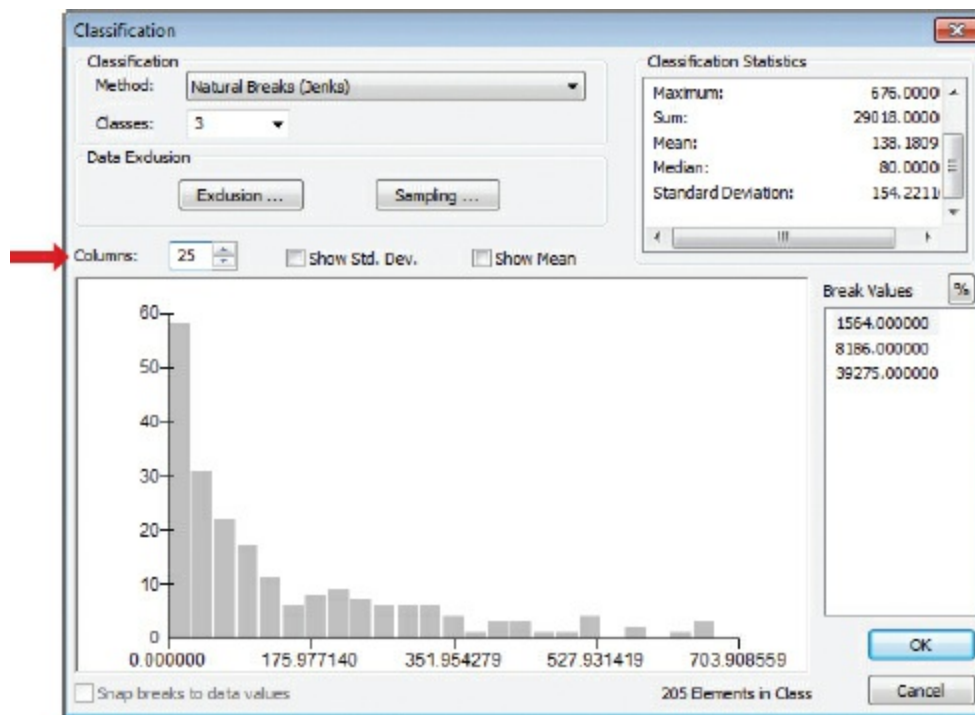 Classification
Classification
Method: Natural Breaks (Jenks)
Classes: 3
Data Exclusion
Exclusion ... Sampling ...
Classification Statistics
Maximum: 676.0000
Sum: 29018.0000
Mean: 138.1809
Median: 80.0000
Standard Deviation: 154.2211
Columns: 25 Show Std. Dev. Show Mean
Break Values %
1564.000000
8186.000000
39275.000000
60
50
40
30
20
10
0
0.000000 175.977140 351.954279 527.931419 703.908559
OK
Snap breaks to data values 205 Elements in Class Cancel